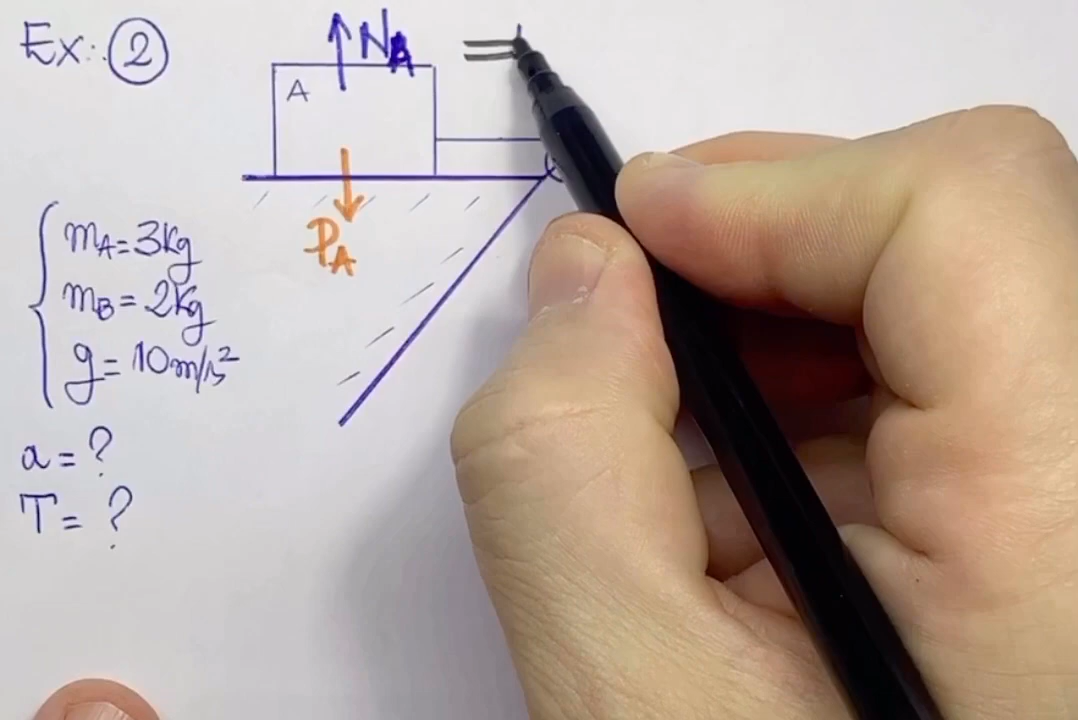 Ex: 2
N_A
A
P_A
m_A = 3kg
m_B = 2kg
g = 10m/s²
a = ?
T = ?